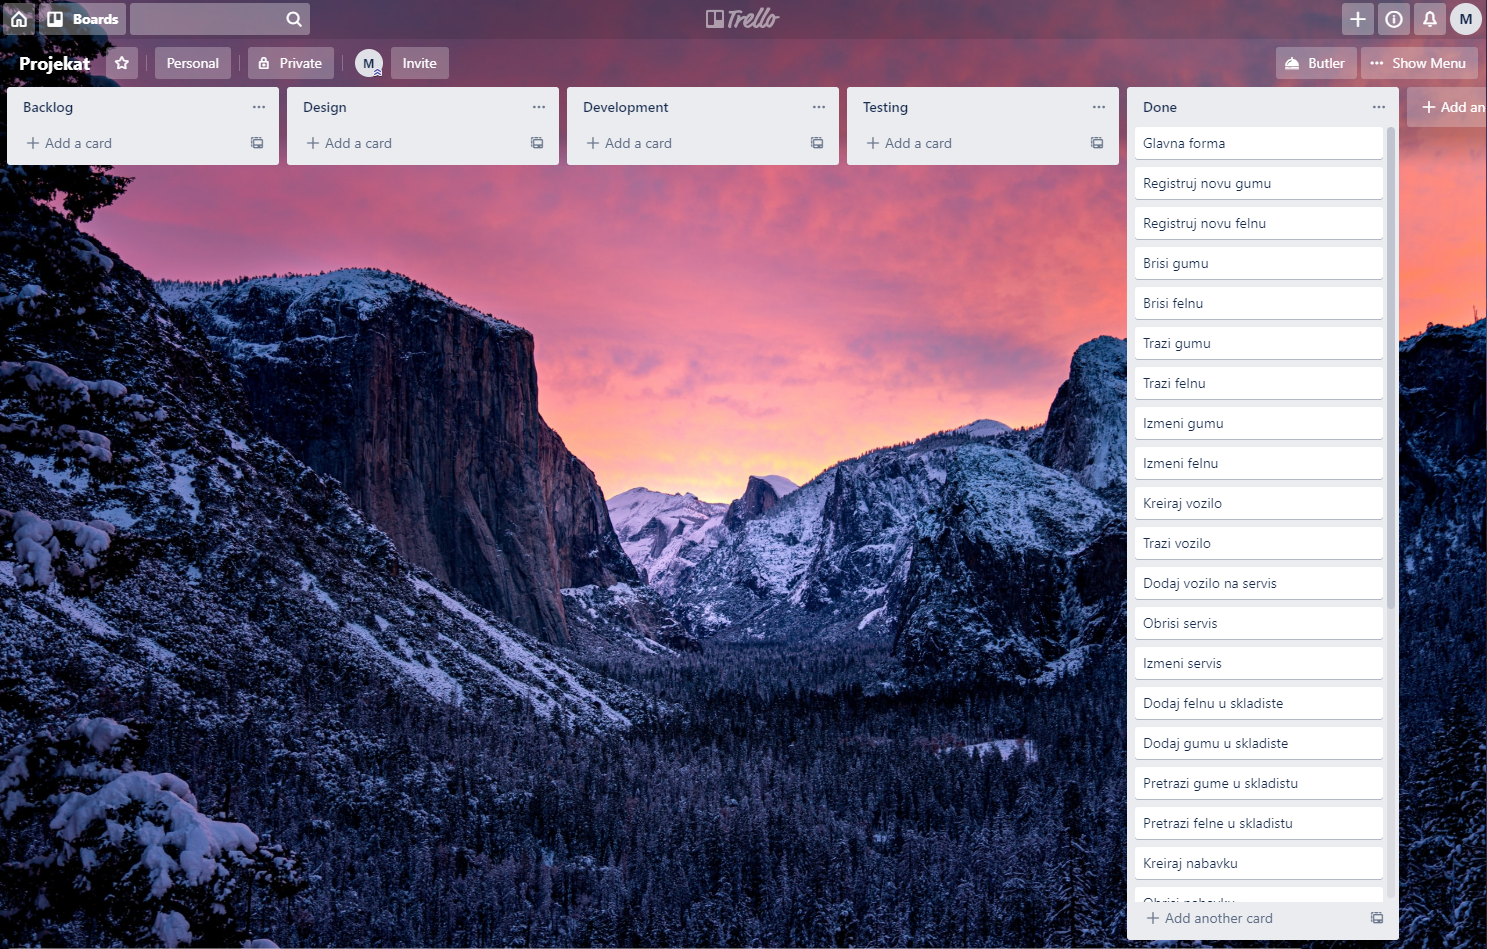 Boards
Trello
M
Projekat
Personal
Private
M
Invite
Butler
Show Menu
Backlog
Add a card
Design
Add a card
Development
Add a card
Testing
Add a card
Done
Glavna forma
Registruj novu gumu
Registruj novu felnu
Brisi gumu
Brisi felnu
Trazi gumu
Trazi felnu
Izmeni gumu
Izmeni felnu
Kreiraj vozilo
Trazi vozilo
Dodaj vozilo na servis
Obrisi servis
Izmeni servis
Dodaj felnu u skladiste
Dodaj gumu u skladiste
Pretrazi gume u skladistu
Pretrazi felne u skladistu
Kreiraj nabavku
Obrisi nabavku
Add another card
Add an